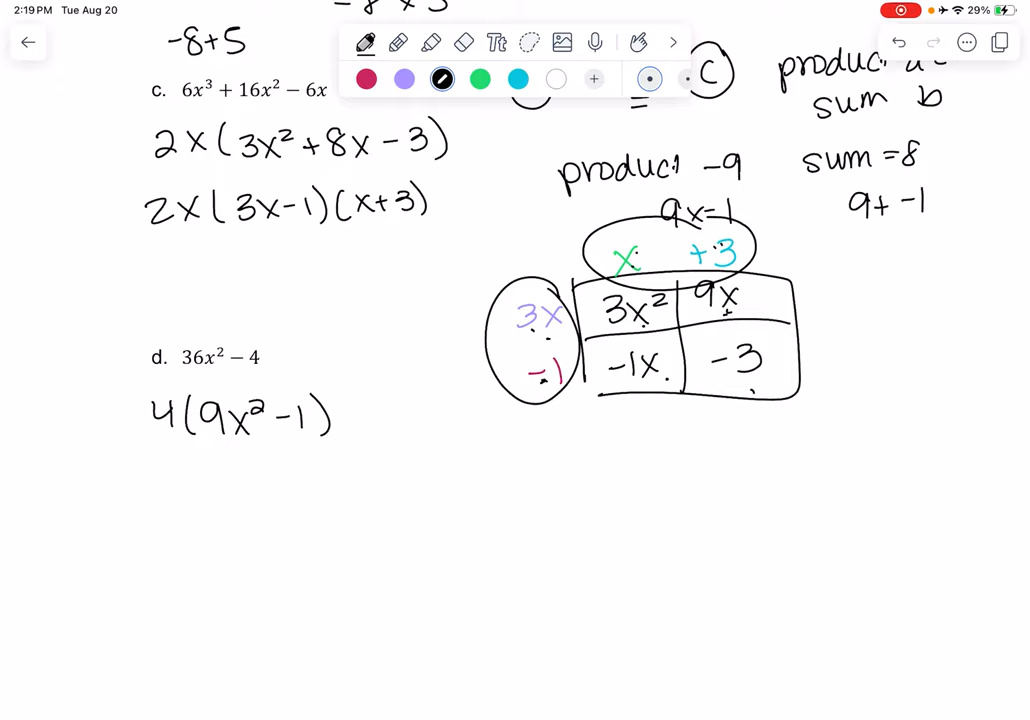 2:19 PM Tue Aug 20
29%
-8+5
Tt
c. 6x³ + 16x² − 6x
C
=
sum b
2x(3x²+8x-3)
product -9
sum = 8
2x(3x-1)(x+3)
9x-1
9+ -1
x +3
3x 3x² 9x
-1 -1x -3
d. 36x² − 4
4(9x²-1)